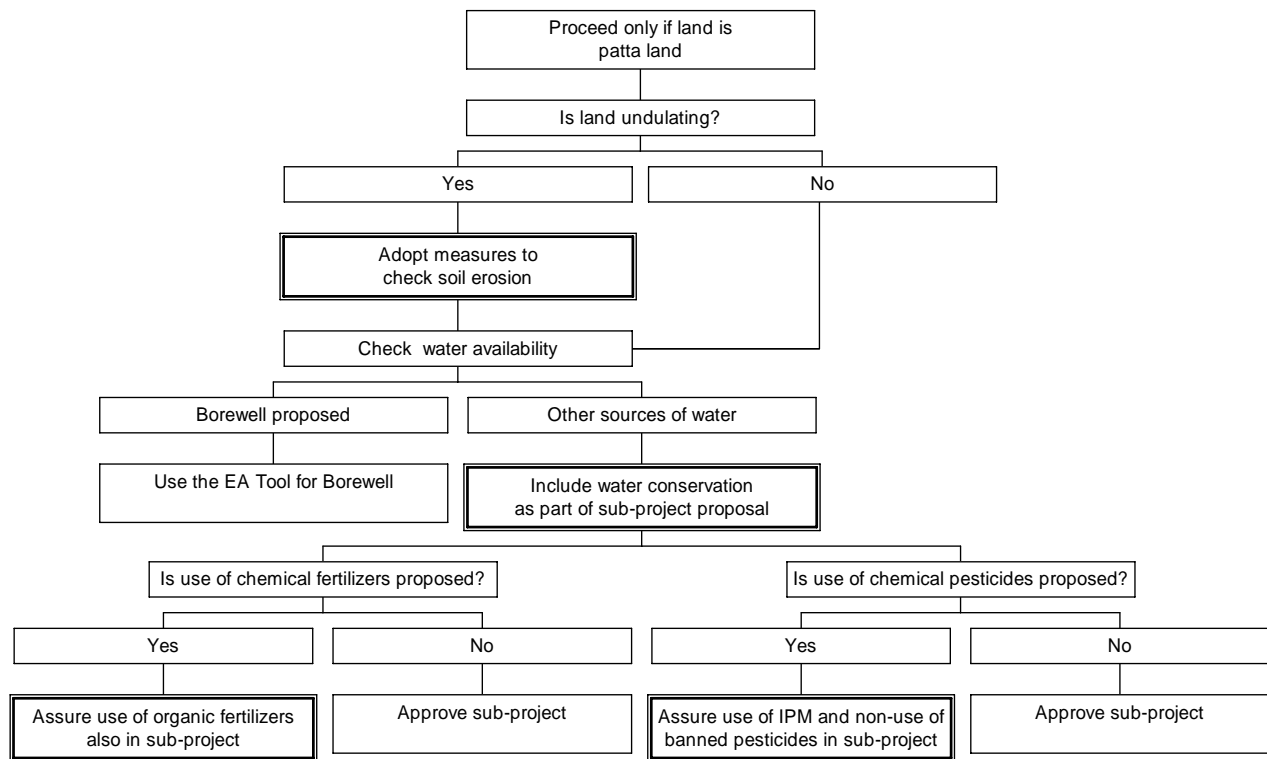 Proceed only if land is
patta land
Is land undulating?
Yes
No
Adopt measures to
check soil erosion
Check water availability
Borewell proposed
Other sources of water
Use the EA Tool for Borewell
Include water conservation
as part of sub-project proposal
Is use of chemical fertilizers proposed?
Is use of chemical pesticides proposed?
Yes
No
Yes
No
Assure use of organic fertilizers
also in sub-project
Approve sub-project
Assure use of IPM and non-use of
banned pesticides in sub-project
Approve sub-project